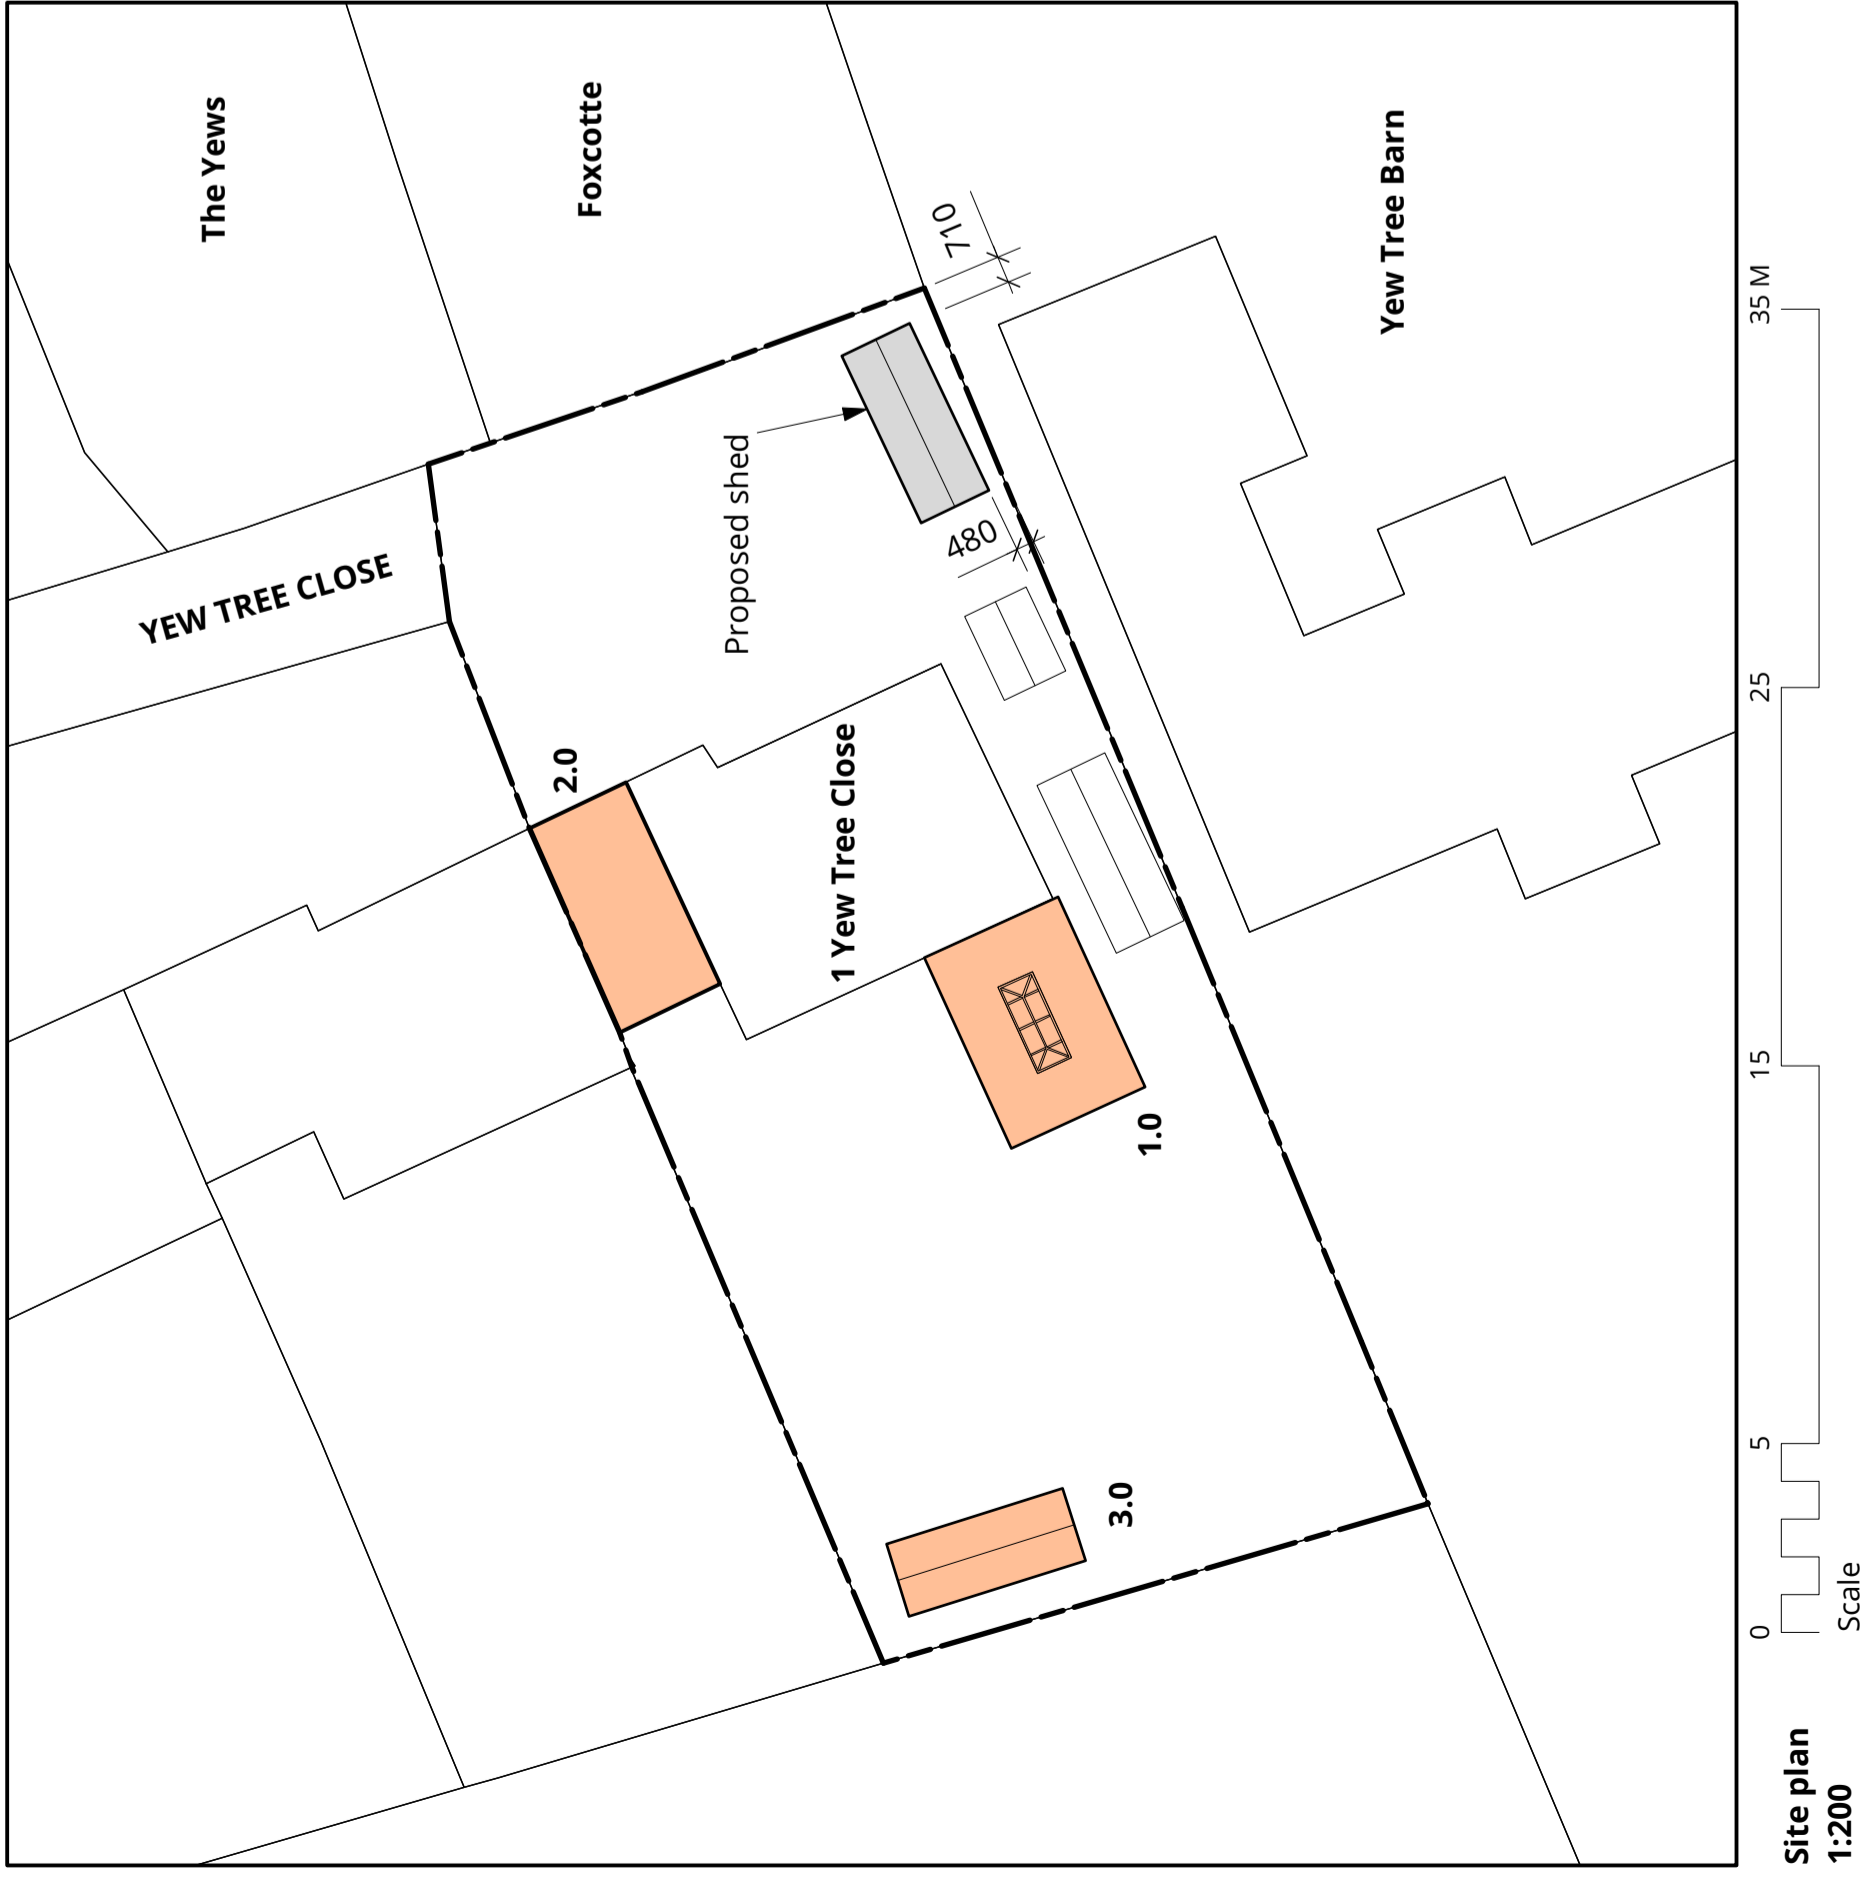 The Yews
Foxcotte
YEW TREE CLOSE
Yew Tree Barn
710
Proposed shed
480
2.0
1 Yew Tree Close
1.0
3.0
0 5 15 25 35 M
Scale
Site plan
1:200